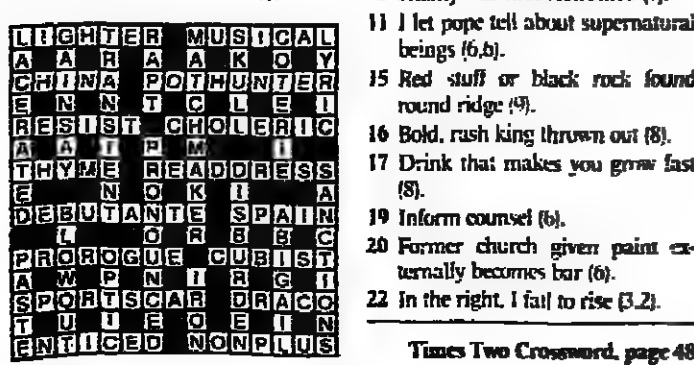 LIGHTER MUSICAL
A A R A A K O Y
CHINA POTHUNTER
E N N T C L E I
RESIST CHOLERIC
A A T P M I
THYME READDRESS
E N O K I A
DEBUTANTE SPAIN
L O R B B C
PROROGUE CUBIST
A W P N I R G I
SPORTSCAR DRACO
T U I E O E I N
ENTICED NONPLUS
11 I let pope tell about supernatural
beings (6,6).
15 Red stuff or black rock found
round ridge (9).
16 Bold, rash king thrown out (8).
17 Drink that makes you grow fast
(8).
19 Inform counsel (6).
20 Former church given paint ex-
ternally becomes bar (6).
22 In the right, I fail to rise (3,2).
Times Two Crossword, page 48